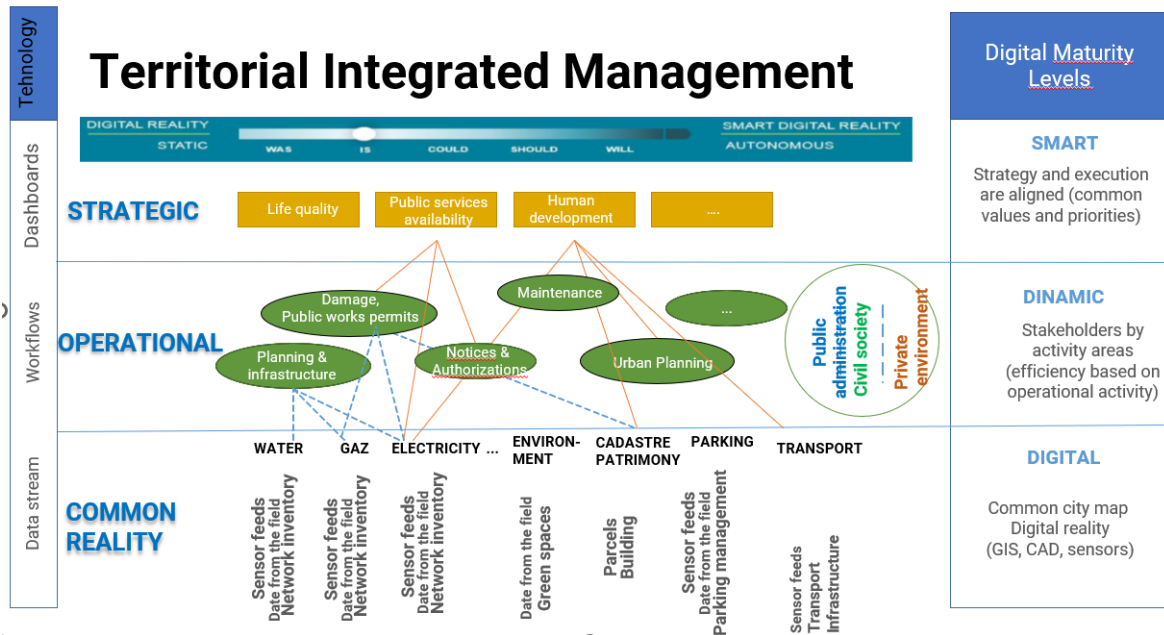 Tehnology
Territorial Integrated Management
Digital Maturity
Levels
DIGITAL REALITY
STATIC
WAS
IS
COULD
SHOULD
WILL
SMART DIGITAL REALITY
AUTONOMOUS
Dashboards
STRATEGIC
Life quality
Public services
availability
Human
development
....
SMART
Strategy and execution
are aligned (common
values and priorities)
Workflows
OPERATIONAL
Damage,
Public works permits
Maintenance
...
Planning &
infrastructure
Notices &
Authorizations
Urban Planning
Public
administration
Civil society
Private
environment
DINAMIC
Stakeholders by
activity areas
(efficiency based on
operational activity)
Data stream
COMMON
REALITY
WATER
GAZ
ELECTRICITY ...
ENVIRON-
MENT
CADASTRE
PATRIMONY
PARKING
TRANSPORT
Sensor feeds
Date from the field
Network inventory
Sensor feeds
Date from the field
Network inventory
Sensor feeds
Date from the field
Network inventory
Date from the field
Green spaces
Parcels
Building
Sensor feeds
Date from the field
Parking management
Sensor feeds
Transport
Infrastructure
DIGITAL
Common city map
Digital reality
(GIS, CAD, sensors)